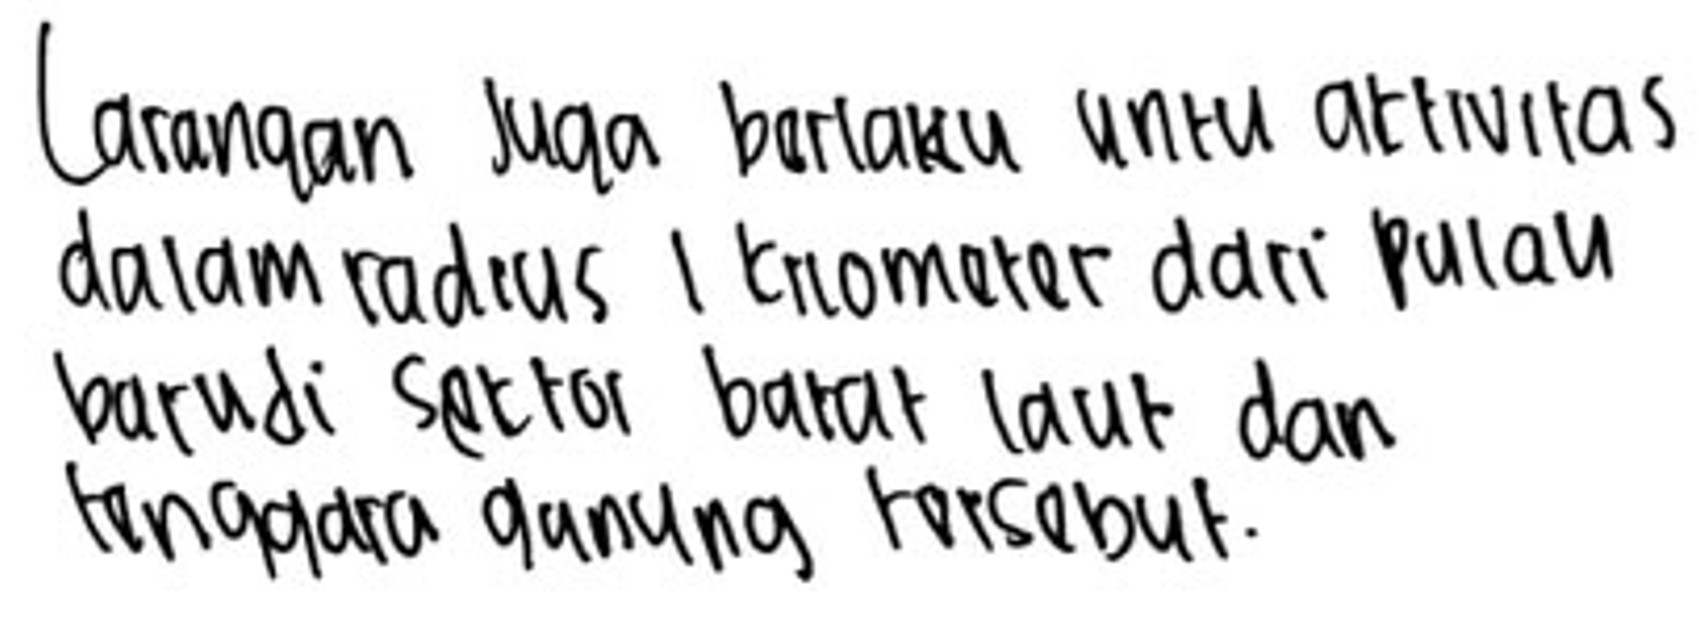 Larangan juga berlaku untu aktivitas
dalam radius 1 kilometer dari pulau
barudi sektor barat laut dan
tenggara gunung tersebut.